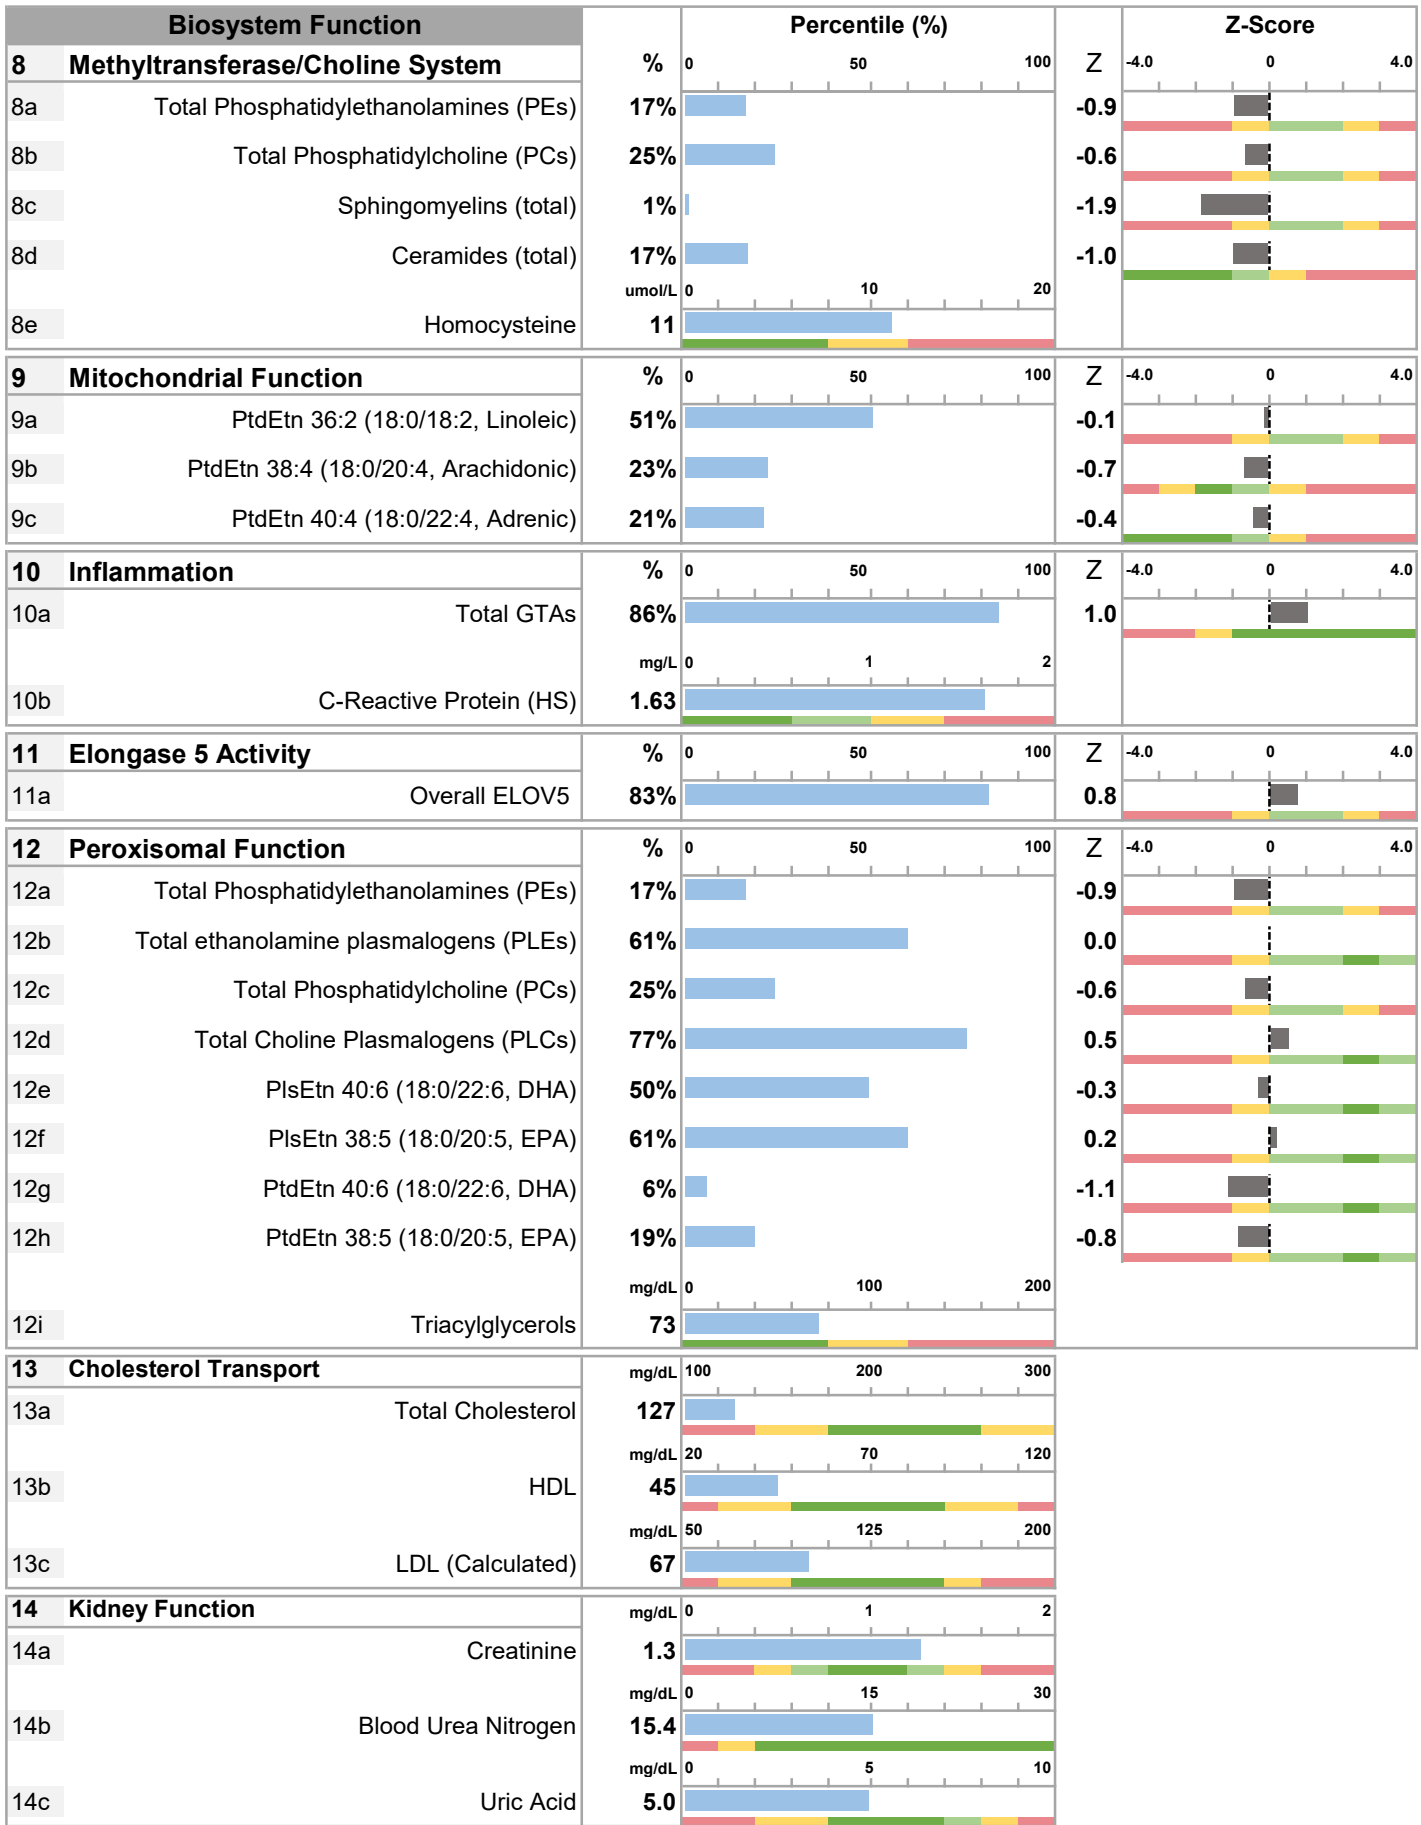 Biosystem Function Percentile (%) Z-Score
8 Methyltransferase/Choline System % 0 50 100 Z -4.0 0 4.0
8a Total Phosphatidylethanolamines (PEs) 17% -0.9
8b Total Phosphatidylcholine (PCs) 25% -0.6
8c Sphingomyelins (total) 1% -1.9
8d Ceramides (total) 17% -1.0
umol/L 0 10 20
8e Homocysteine 11
9 Mitochondrial Function % 0 50 100 Z -4.0 0 4.0
9a PtdEtn 36:2 (18:0/18:2, Linoleic) 51% -0.1
9b PtdEtn 38:4 (18:0/20:4, Arachidonic) 23% -0.7
9c PtdEtn 40:4 (18:0/22:4, Adrenic) 21% -0.4
10 Inflammation % 0 50 100 Z -4.0 0 4.0
10a Total GTAs 86% 1.0
mg/L 0 1 2
10b C-Reactive Protein (HS) 1.63
11 Elongase 5 Activity % 0 50 100 Z -4.0 0 4.0
11a Overall ELOV5 83% 0.8
12 Peroxisomal Function % 0 50 100 Z -4.0 0 4.0
12a Total Phosphatidylethanolamines (PEs) 17% -0.9
12b Total ethanolamine plasmalogens (PLEs) 61% 0.0
12c Total Phosphatidylcholine (PCs) 25% -0.6
12d Total Choline Plasmalogens (PLCs) 77% 0.5
12e PlsEtn 40:6 (18:0/22:6, DHA) 50% -0.3
12f PlsEtn 38:5 (18:0/20:5, EPA) 61% 0.2
12g PtdEtn 40:6 (18:0/22:6, DHA) 6% -1.1
12h PtdEtn 38:5 (18:0/20:5, EPA) 19% -0.8
mg/dL 0 100 200
12i Triacylglycerols 73
13 Cholesterol Transport mg/dL 100 200 300
13a Total Cholesterol 127
mg/dL 20 70 120
13b HDL 45
mg/dL 50 125 200
13c LDL (Calculated) 67
14 Kidney Function mg/dL 0 1 2
14a Creatinine 1.3
mg/dL 0 15 30
14b Blood Urea Nitrogen 15.4
mg/dL 0 5 10
14c Uric Acid 5.0